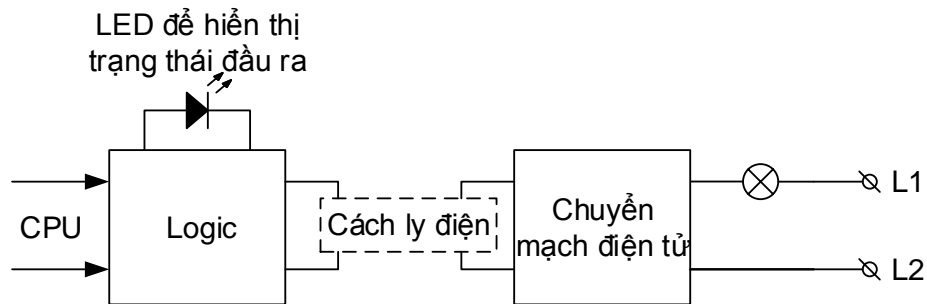 LED để hiển thị
trạng thái đầu ra
CPU
Logic
Cách ly điện
Chuyển
mạch điện tử
L1
L2